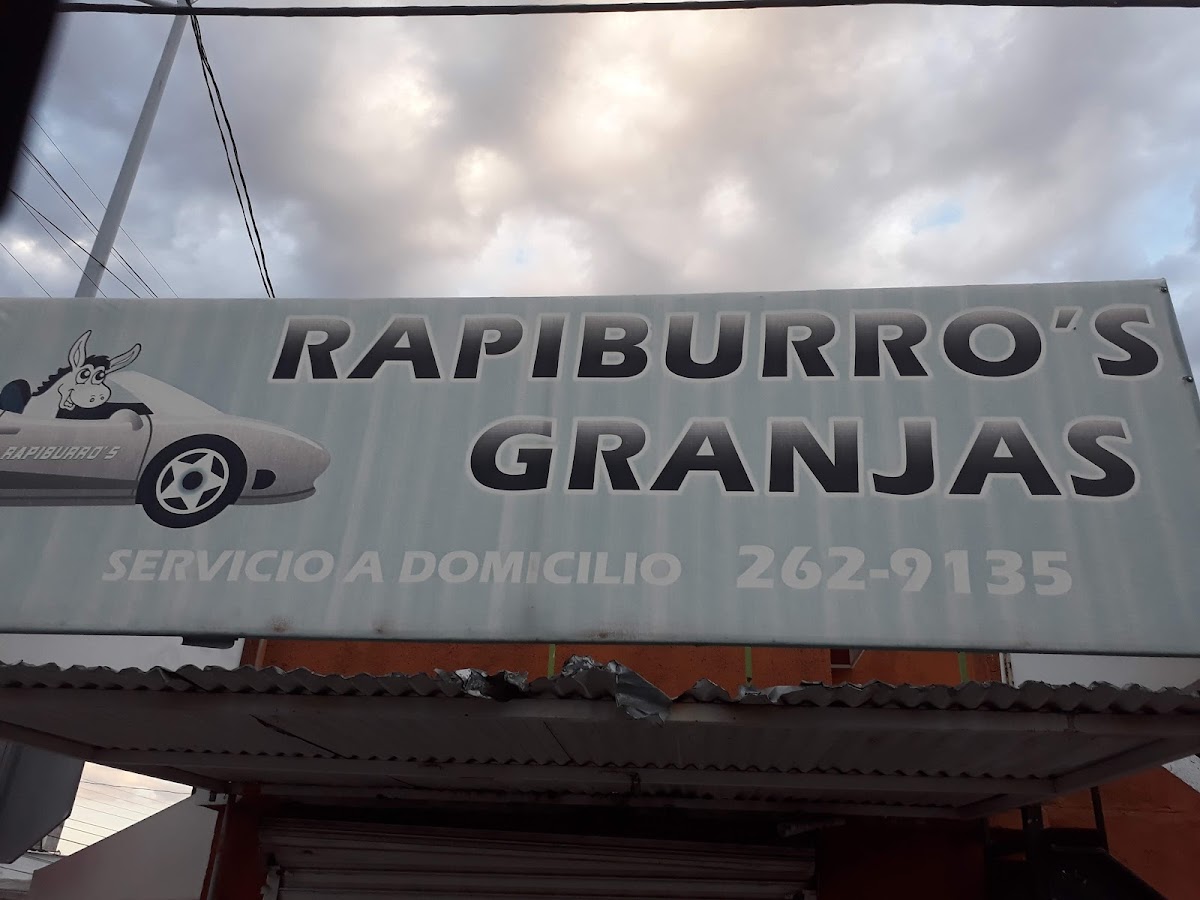 RAPIBURRO'S
GRANJAS
RAPIBURRO'S
SERVICIO A DOMICILIO 262-9135